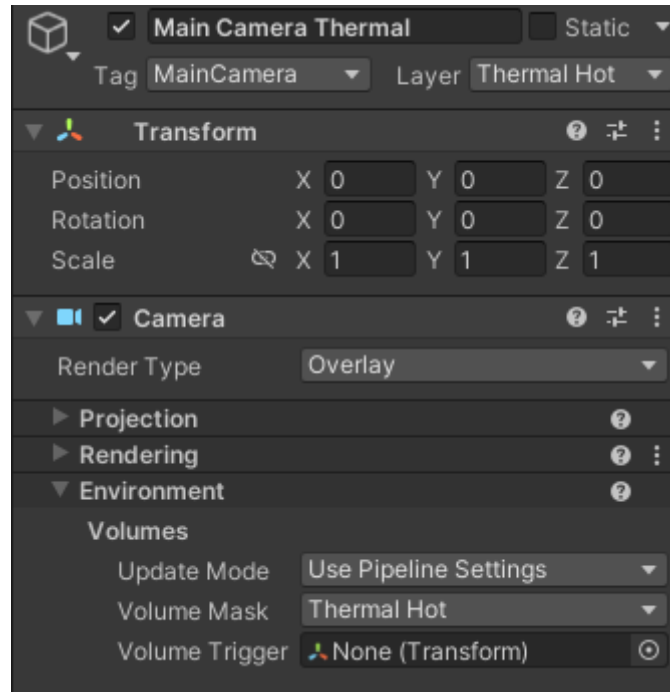 Main Camera Thermal Static
Tag MainCamera Layer Thermal Hot
Transform
Position X 0 Y 0 Z 0
Rotation X 0 Y 0 Z 0
Scale X 1 Y 1 Z 1
Camera
Render Type Overlay
Projection
Rendering
Environment
Volumes
Update Mode Use Pipeline Settings
Volume Mask Thermal Hot
Volume Trigger None (Transform)